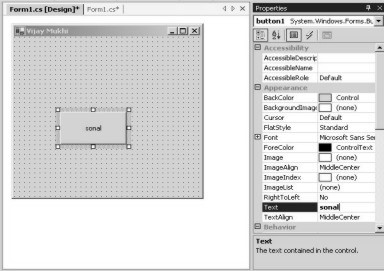 Form1.cs [Design]* Form1.cs*
Vijay Mukhi
sonal
Properties
button1 System.Windows.Forms.Bu
Accessibility
AccessibleDescrip
AccessibleName
AccessibleRole Default
Appearance
BackColor Control
BackgroundImage (none)
Cursor Default
FlatStyle Standard
Font Microsoft Sans Ser
ForeColor ControlText
Image (none)
ImageAlign MiddleCenter
ImageIndex (none)
ImageList (none)
RightToLeft No
Text sonal
TextAlign MiddleCenter
Behavior
Text
The text contained in the control.